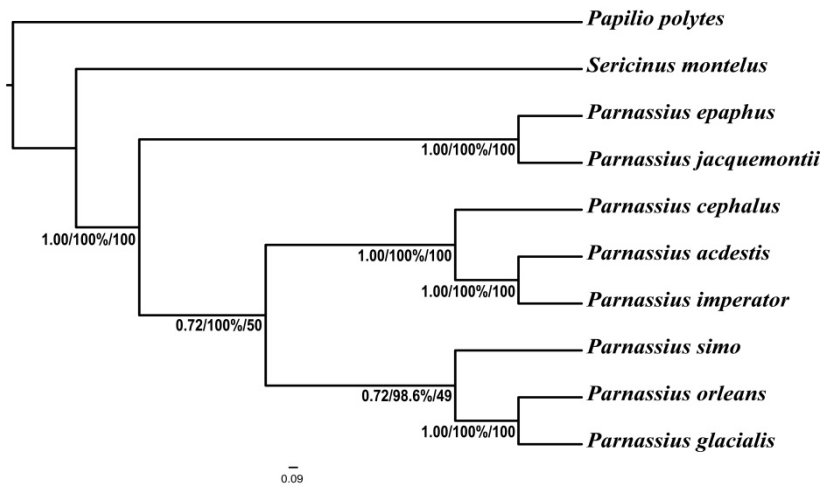 Papilio polytes
Sericinus montelus
Parnassius epaphus
1.00/100%/100
Parnassius jacquemontii
Parnassius cephalus
1.00/100%/100
1.00/100%/100
Parnassius acdestis
1.00/100%/100
Parnassius imperator
0.72/100%/50
Parnassius simo
0.72/98.6%/49
Parnassius orleans
1.00/100%/100
Parnassius glacialis
0.09